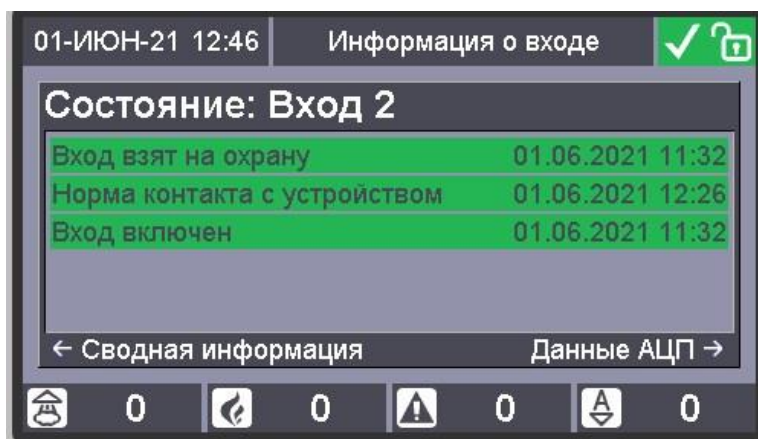 01-ИЮН-21 12:46 Информация о входе
Состояние: Вход 2
Вход взят на охрану 01.06.2021 11:32
Норма контакта с устройством 01.06.2021 12:26
Вход включен 01.06.2021 11:32
← Сводная информация Данные АЦП →
0 0 0 A 0